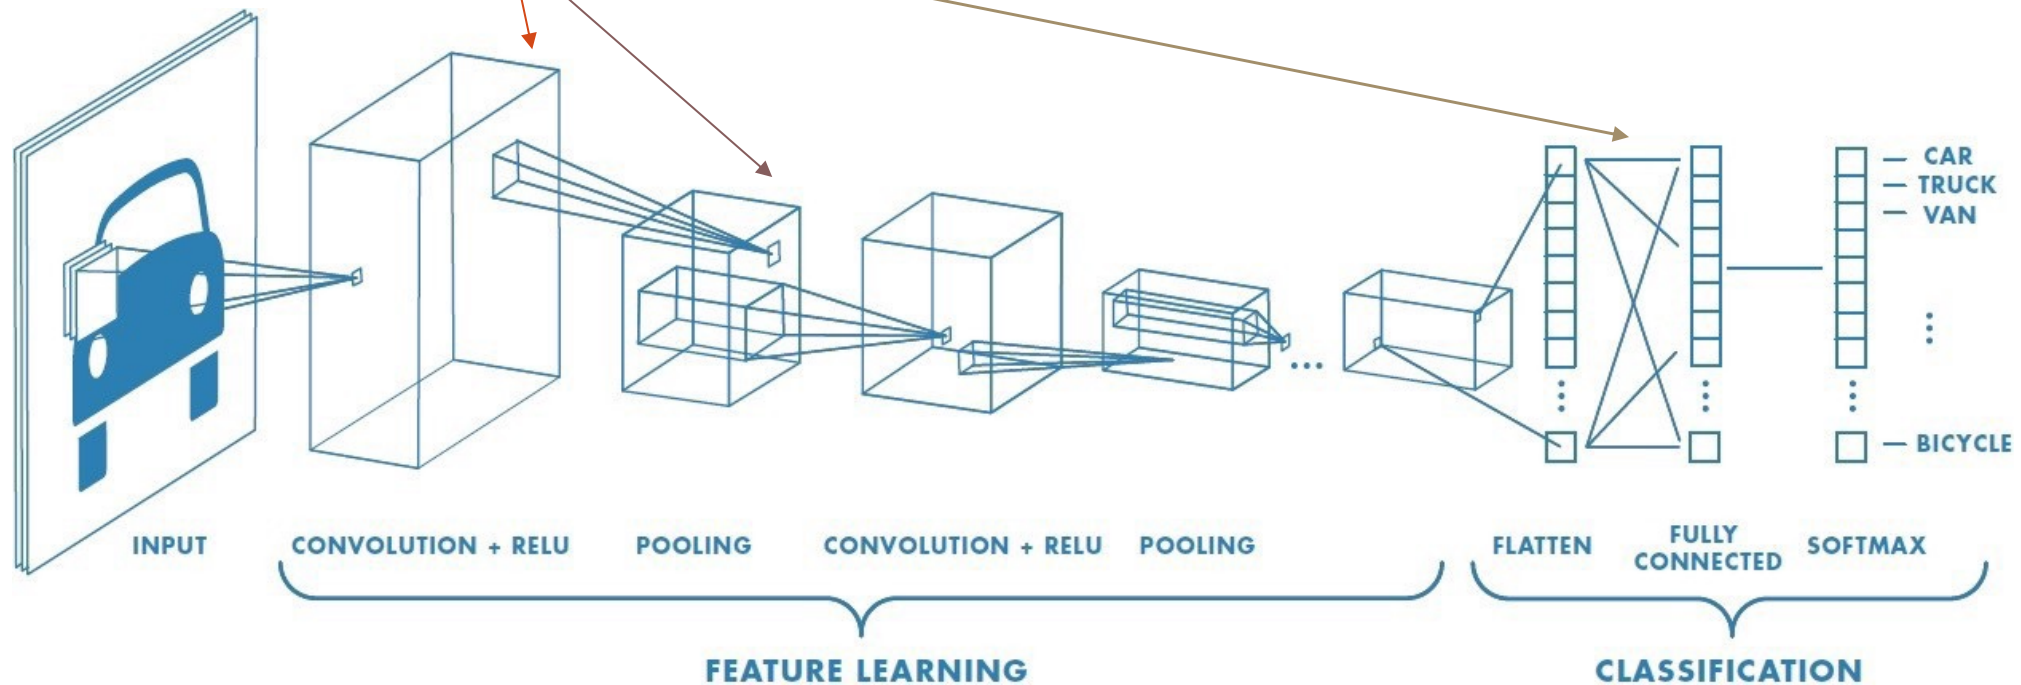 CAR
TRUCK
VAN
BICYCLE
INPUT
CONVOLUTION + RELU
POOLING
CONVOLUTION + RELU
POOLING
FLATTEN
FULLY
CONNECTED
SOFTMAX
FEATURE LEARNING
CLASSIFICATION